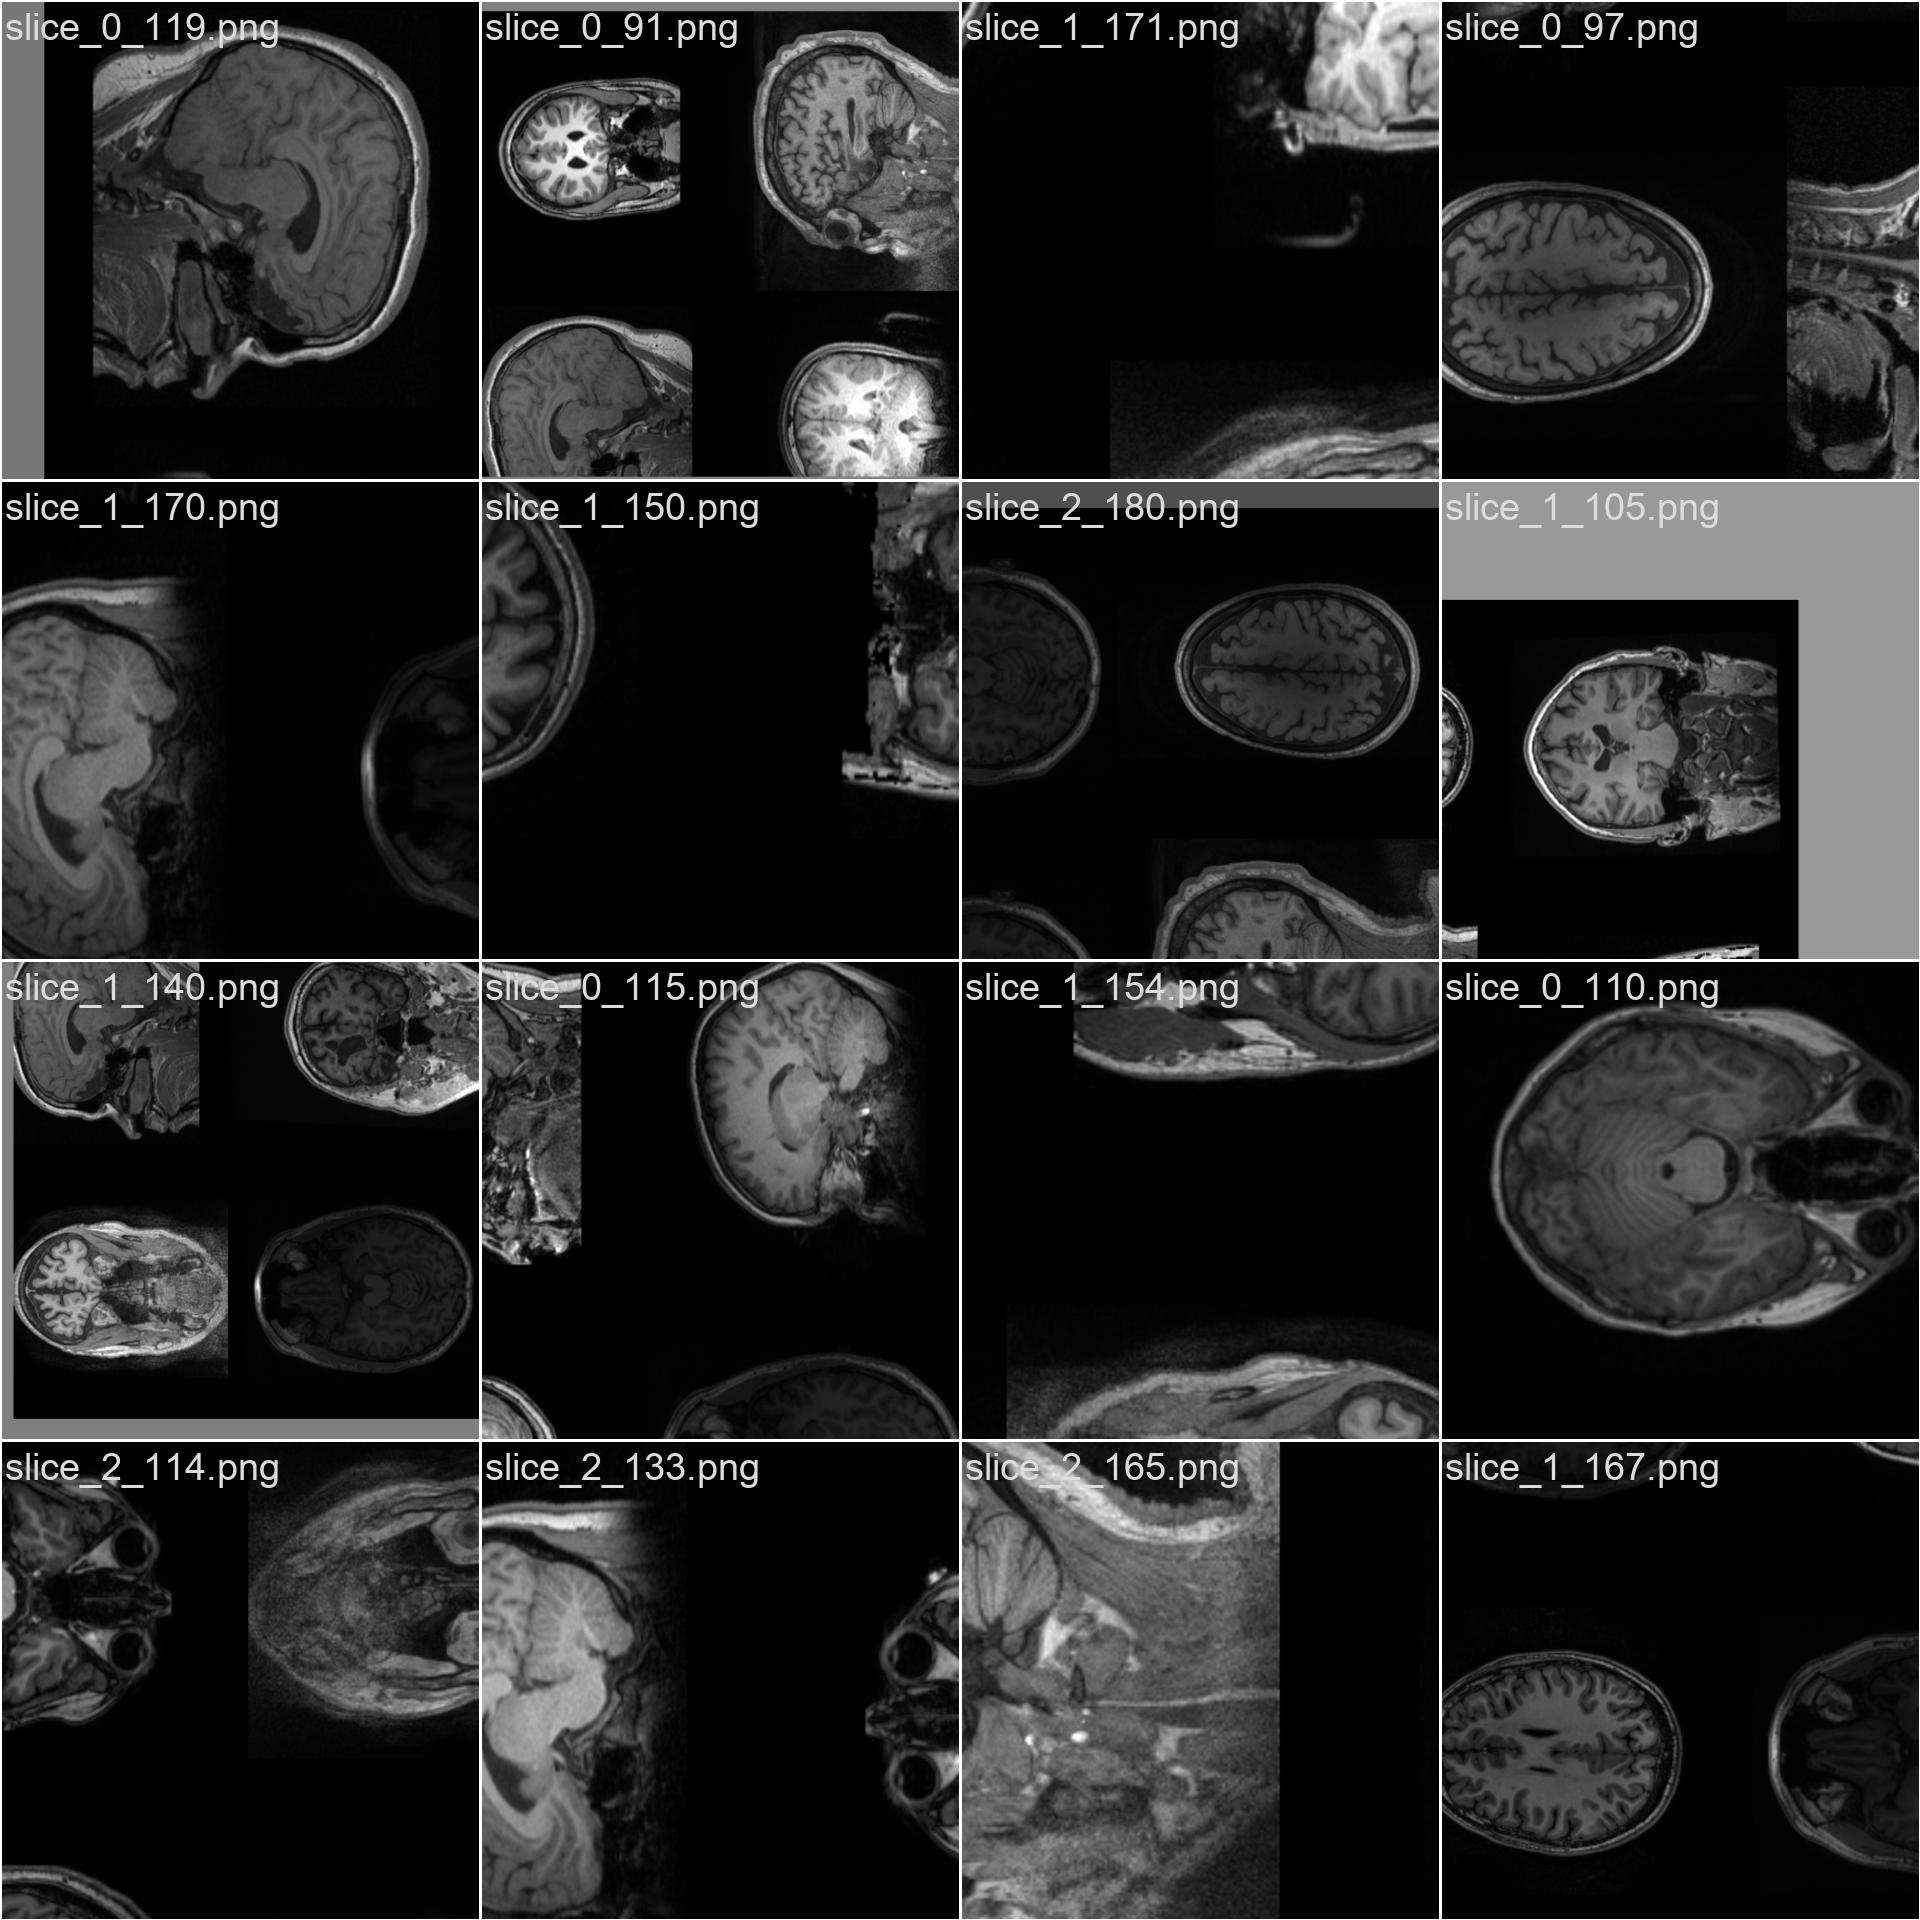 slice_0_119.png
slice_0_91.png
slice_1_171.png
slice_0_97.png
slice_1_170.png
slice_1_150.png
slice_2_180.png
slice_1_105.png
slice_1_140.png
slice_0_115.png
slice_1_154.png
slice_0_110.png
slice_2_114.png
slice_2_133.png
slice_2_165.png
slice_1_167.png